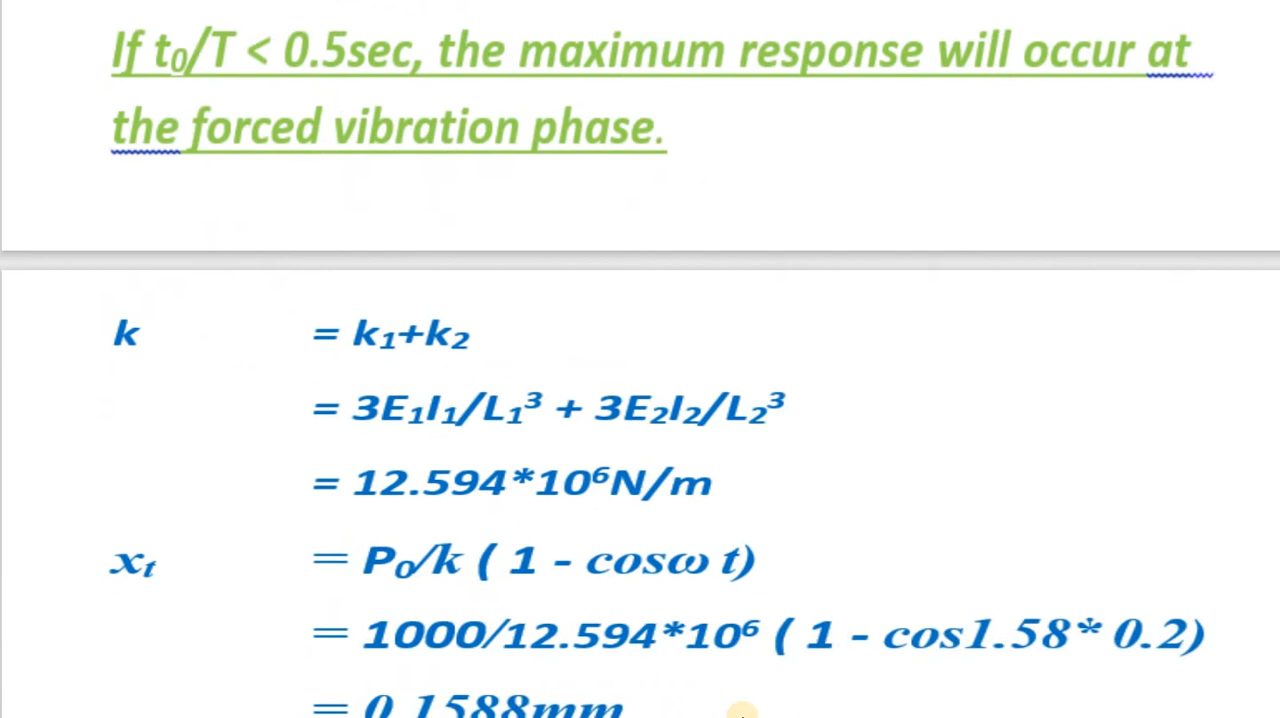 If t₀/T < 0.5sec, the maximum response will occur at
the forced vibration phase.
k = k₁+k₂
= 3E₁I₁/L₁³ + 3E₂I₂/L₂³
= 12.594*10⁶N/m
xₜ = P₀/k ( 1 - cosω t)
= 1000/12.594*10⁶ ( 1 - cos1.58* 0.2)
= 0.1588mm